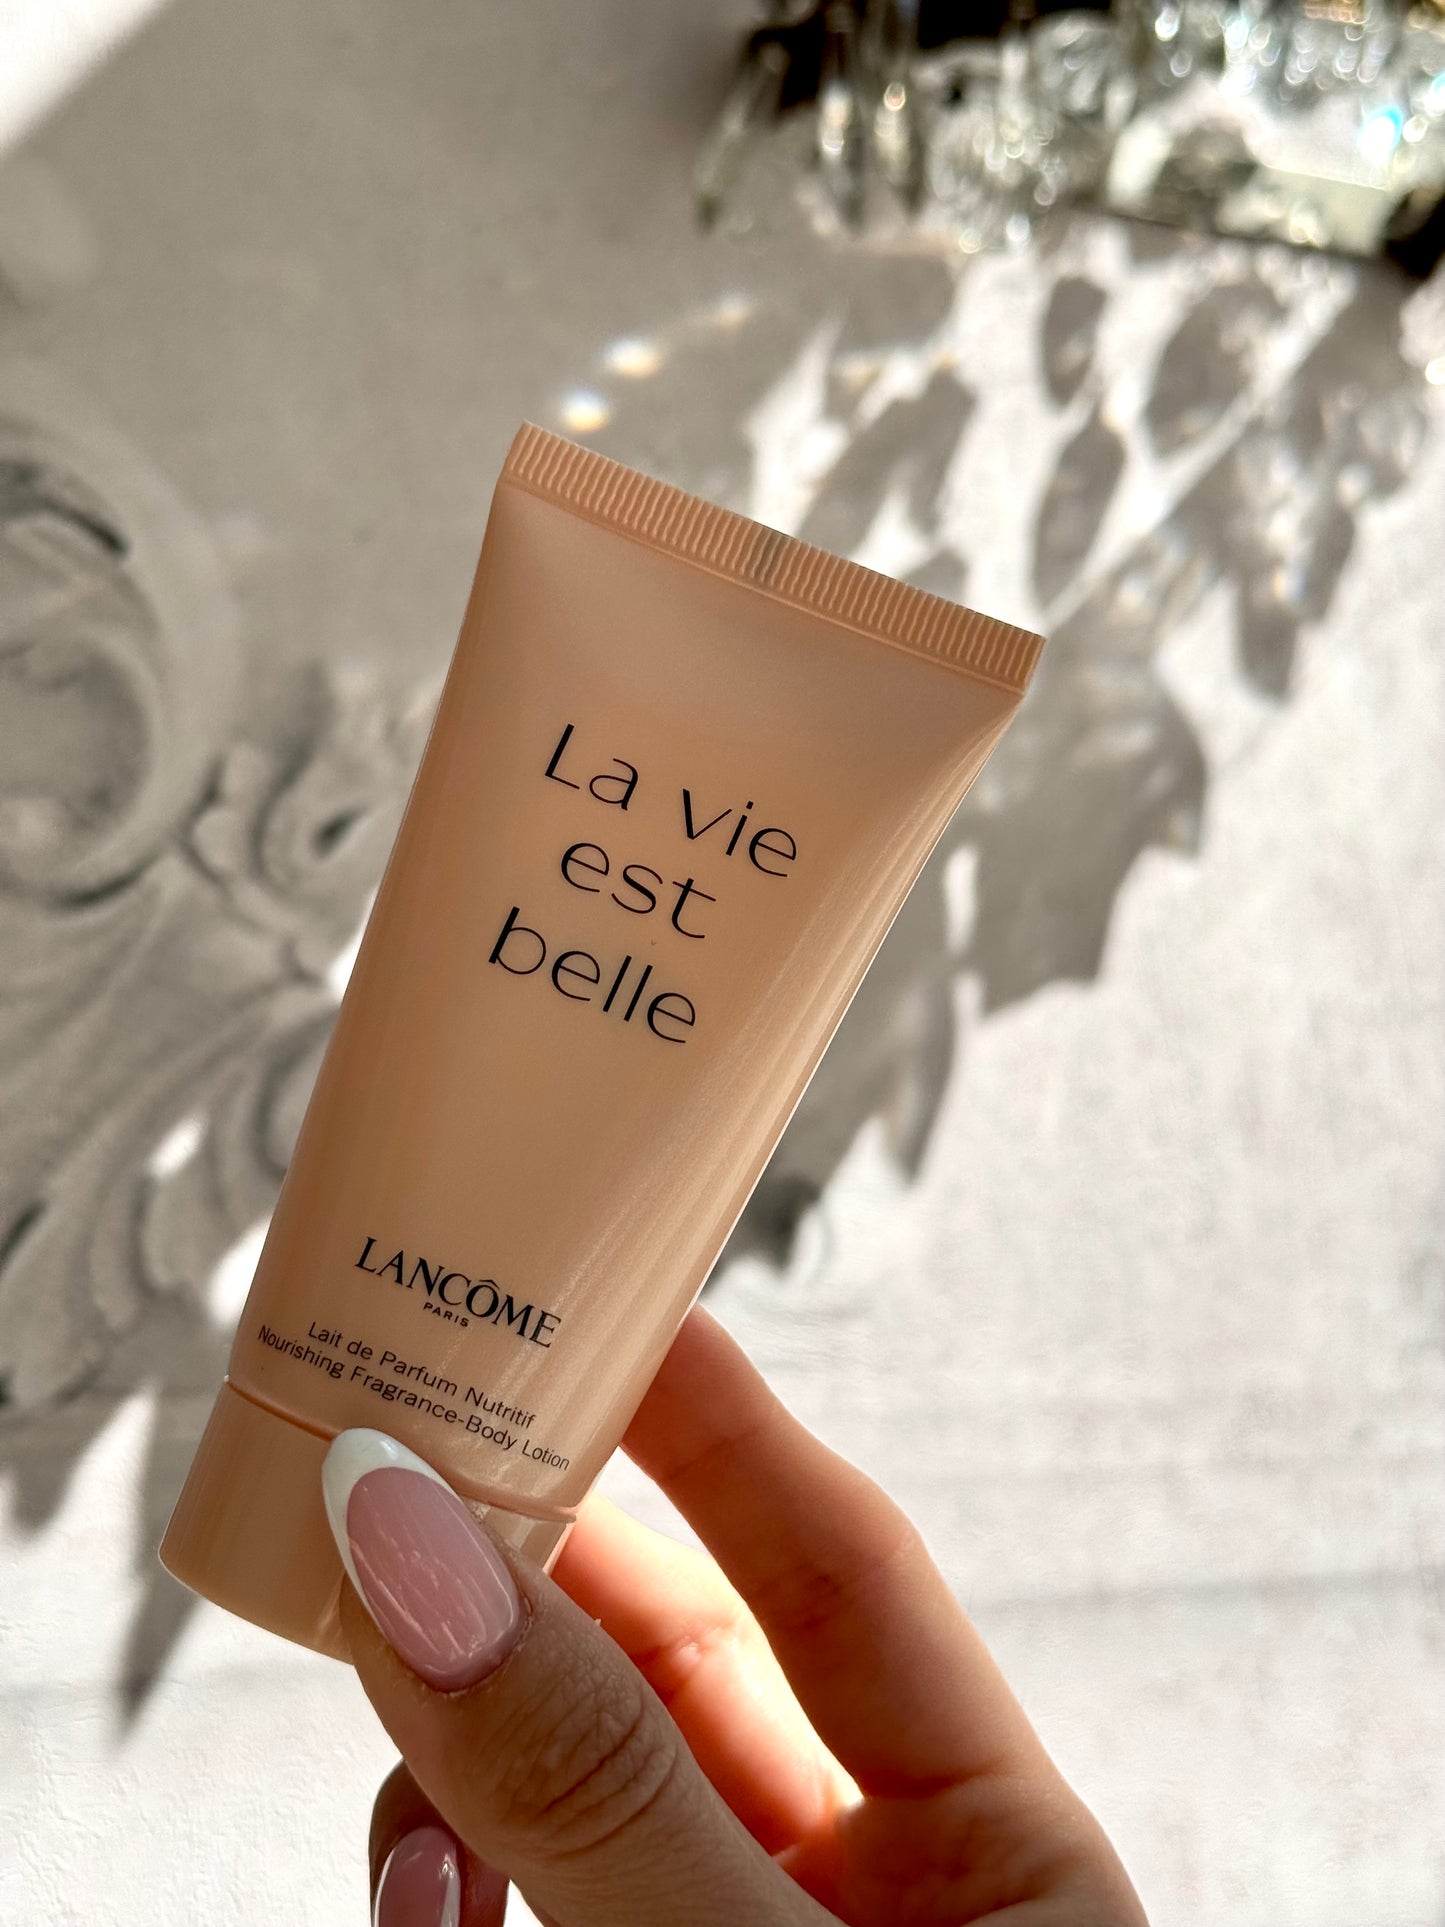 La vie
est
belle
LANCÔME
PARIS
Lait de Parfum Nutritif
Nourishing Fragrance-Body Lotion